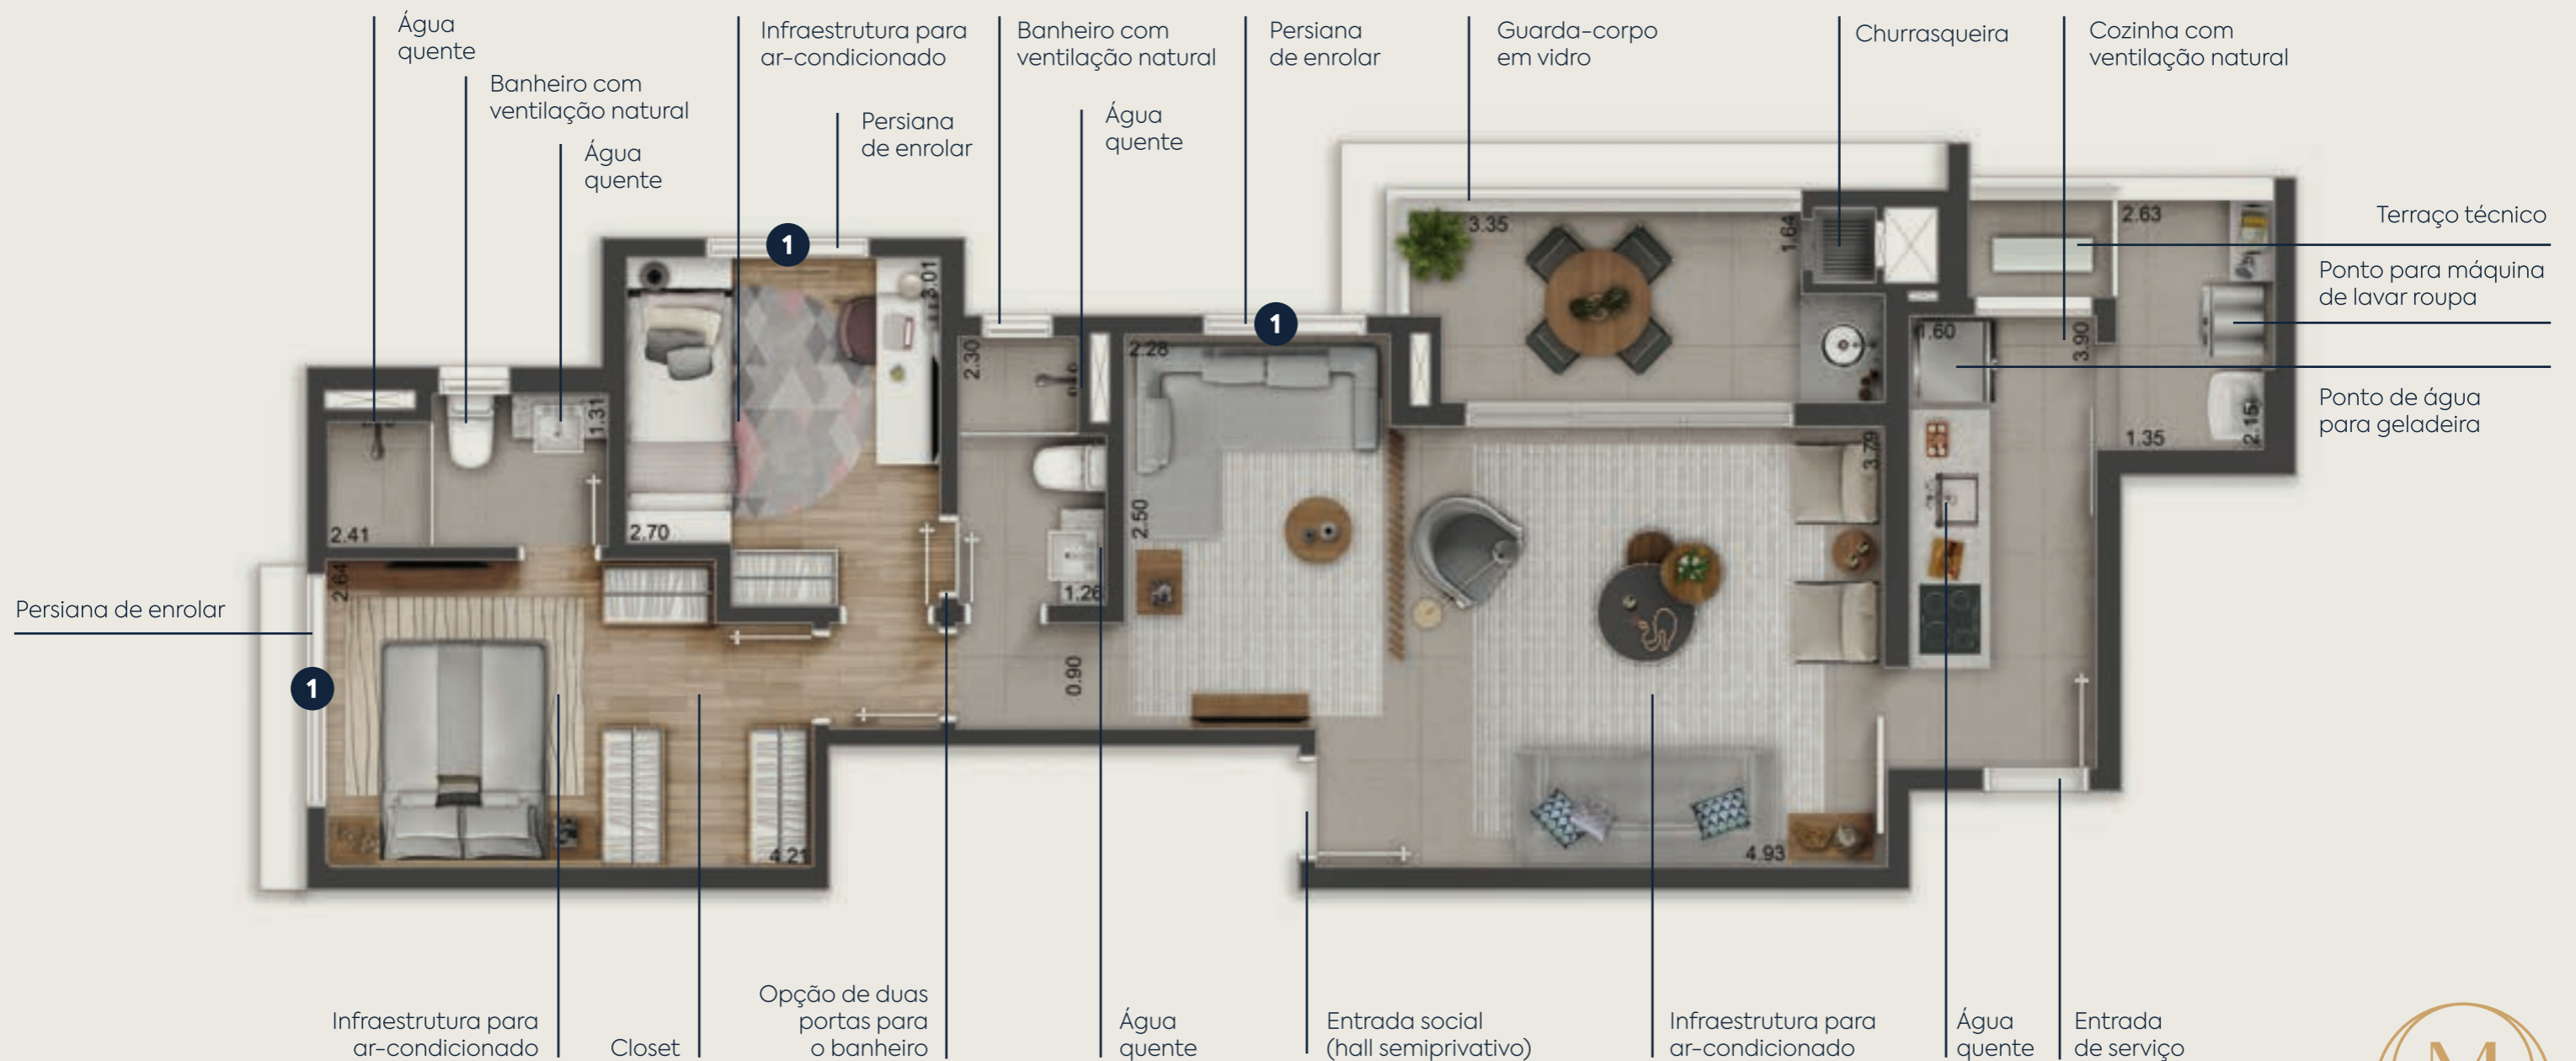 Água
quente
Banheiro com
ventilação natural
Água
quente
Infraestrutura para
ar-condicionado
Persiana
de enrolar
Banheiro com
ventilação natural
Água
quente
Persiana
de enrolar
Guarda-corpo
em vidro
Churrasqueira
Cozinha com
ventilação natural
Terraço técnico
Ponto para máquina
de lavar roupa
Ponto de água
para geladeira
Persiana de enrolar
1
1
1
3.35
1.64
2.63
3.01
2.30
2.28
1.60
3.90
1.31
3.79
2.15
1.35
2.41
2.70
2.50
2.64
1.26
0.90
4.21
4.93
Infraestrutura para
ar-condicionado
Closet
Opção de duas
portas para
o banheiro
Água
quente
Entrada social
(hall semiprivativo)
Infraestrutura para
ar-condicionado
Água
quente
Entrada
de serviço
M